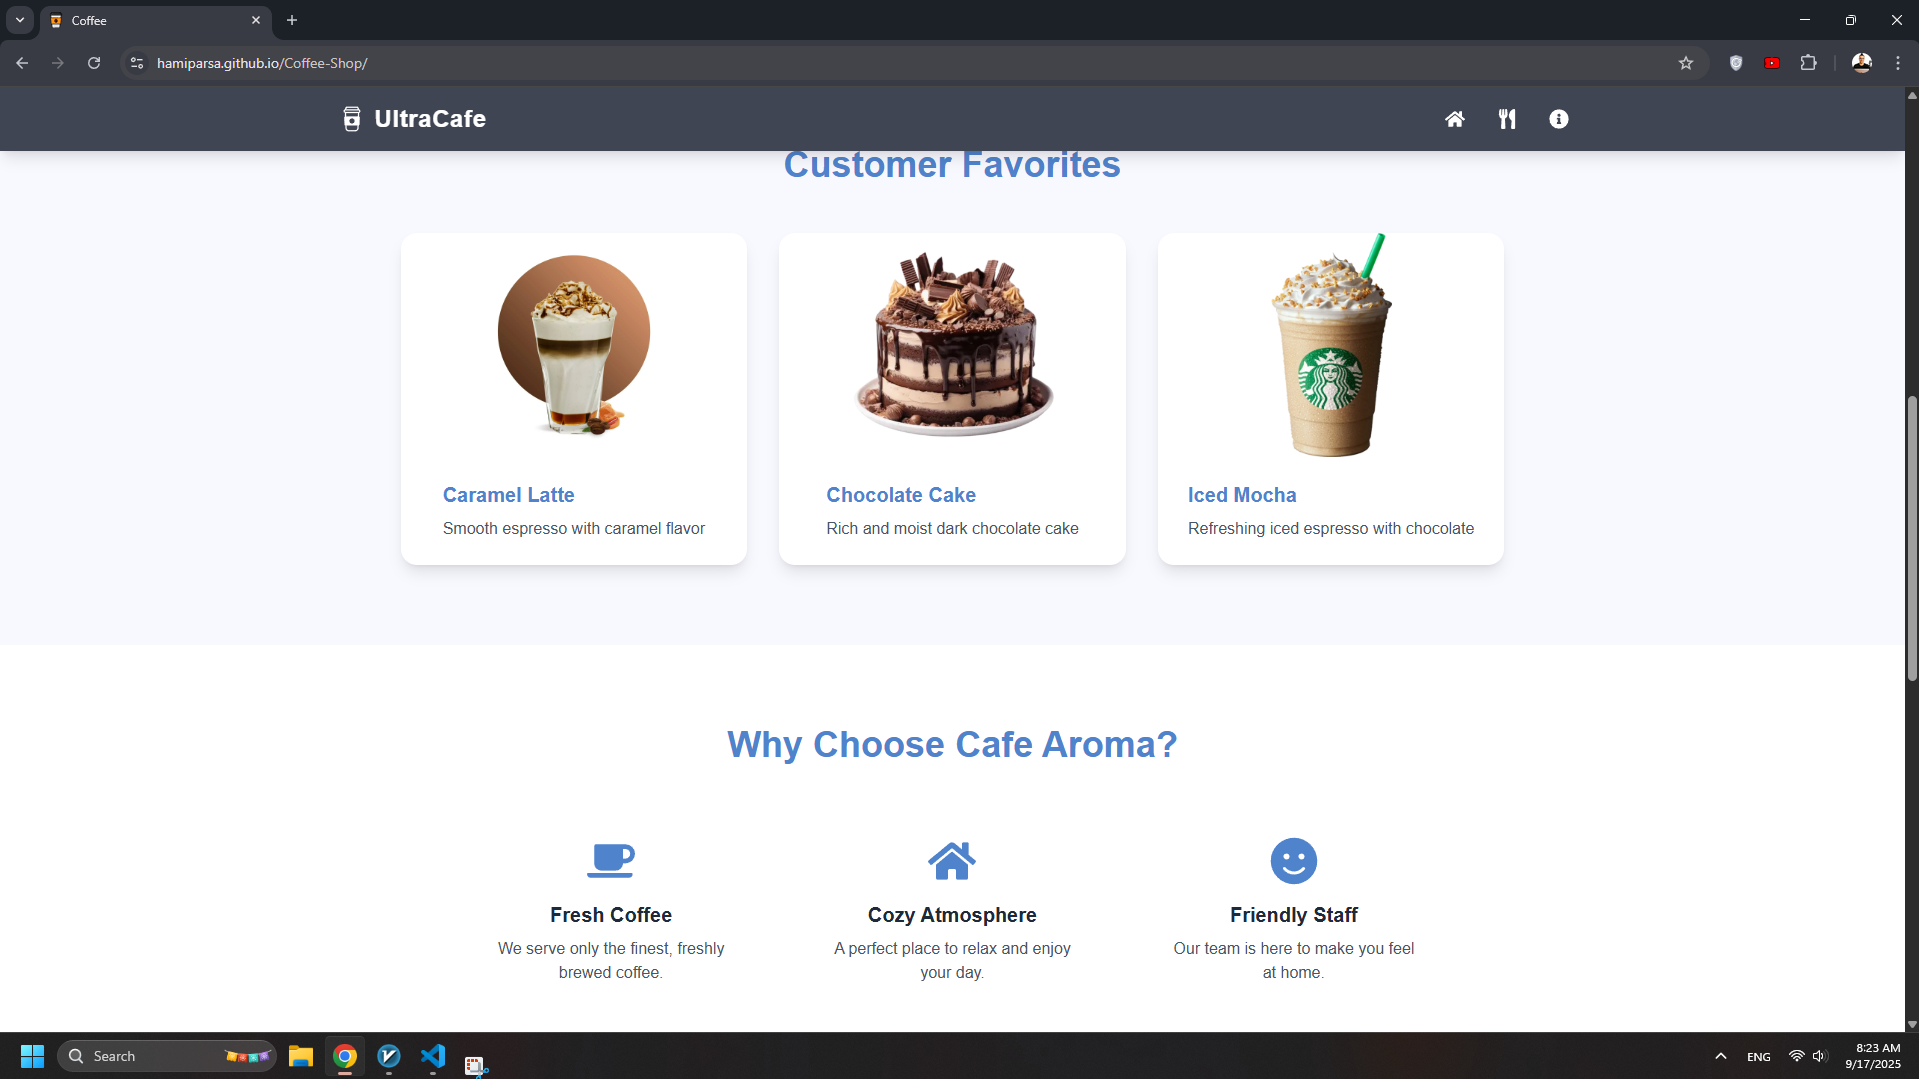 Coffee
hamiparsa.github.io/Coffee-Shop/
UltraCafe
Customer Favorites
Caramel Latte
Smooth espresso with caramel flavor
Chocolate Cake
Rich and moist dark chocolate cake
Iced Mocha
Refreshing iced espresso with chocolate
Why Choose Cafe Aroma?
Fresh Coffee
We serve only the finest, freshly
brewed coffee.
Cozy Atmosphere
A perfect place to relax and enjoy
your day.
Friendly Staff
Our team is here to make you feel
at home.
Search
ENG
8:23 AM
9/17/2025